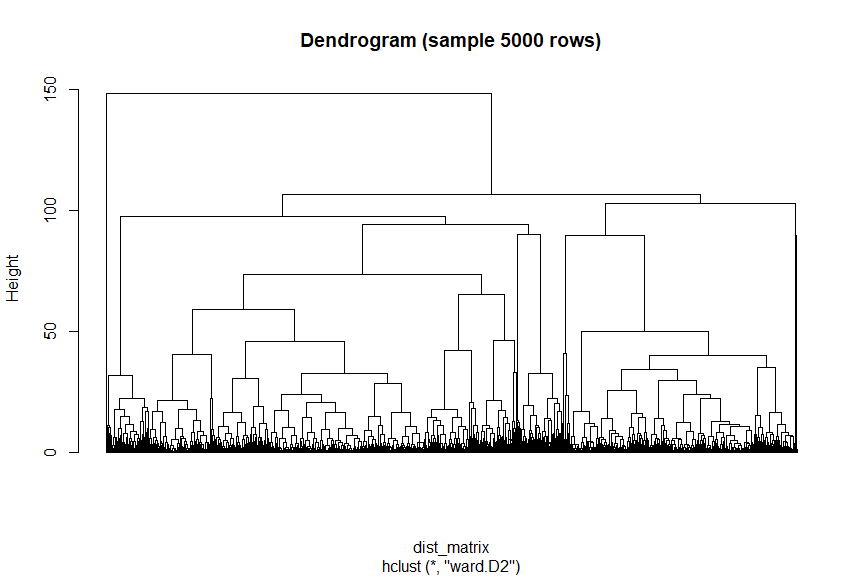 Dendrogram (sample 5000 rows)
150
100
50
0
Height
dist_matrix
hclust (*, "ward.D2")